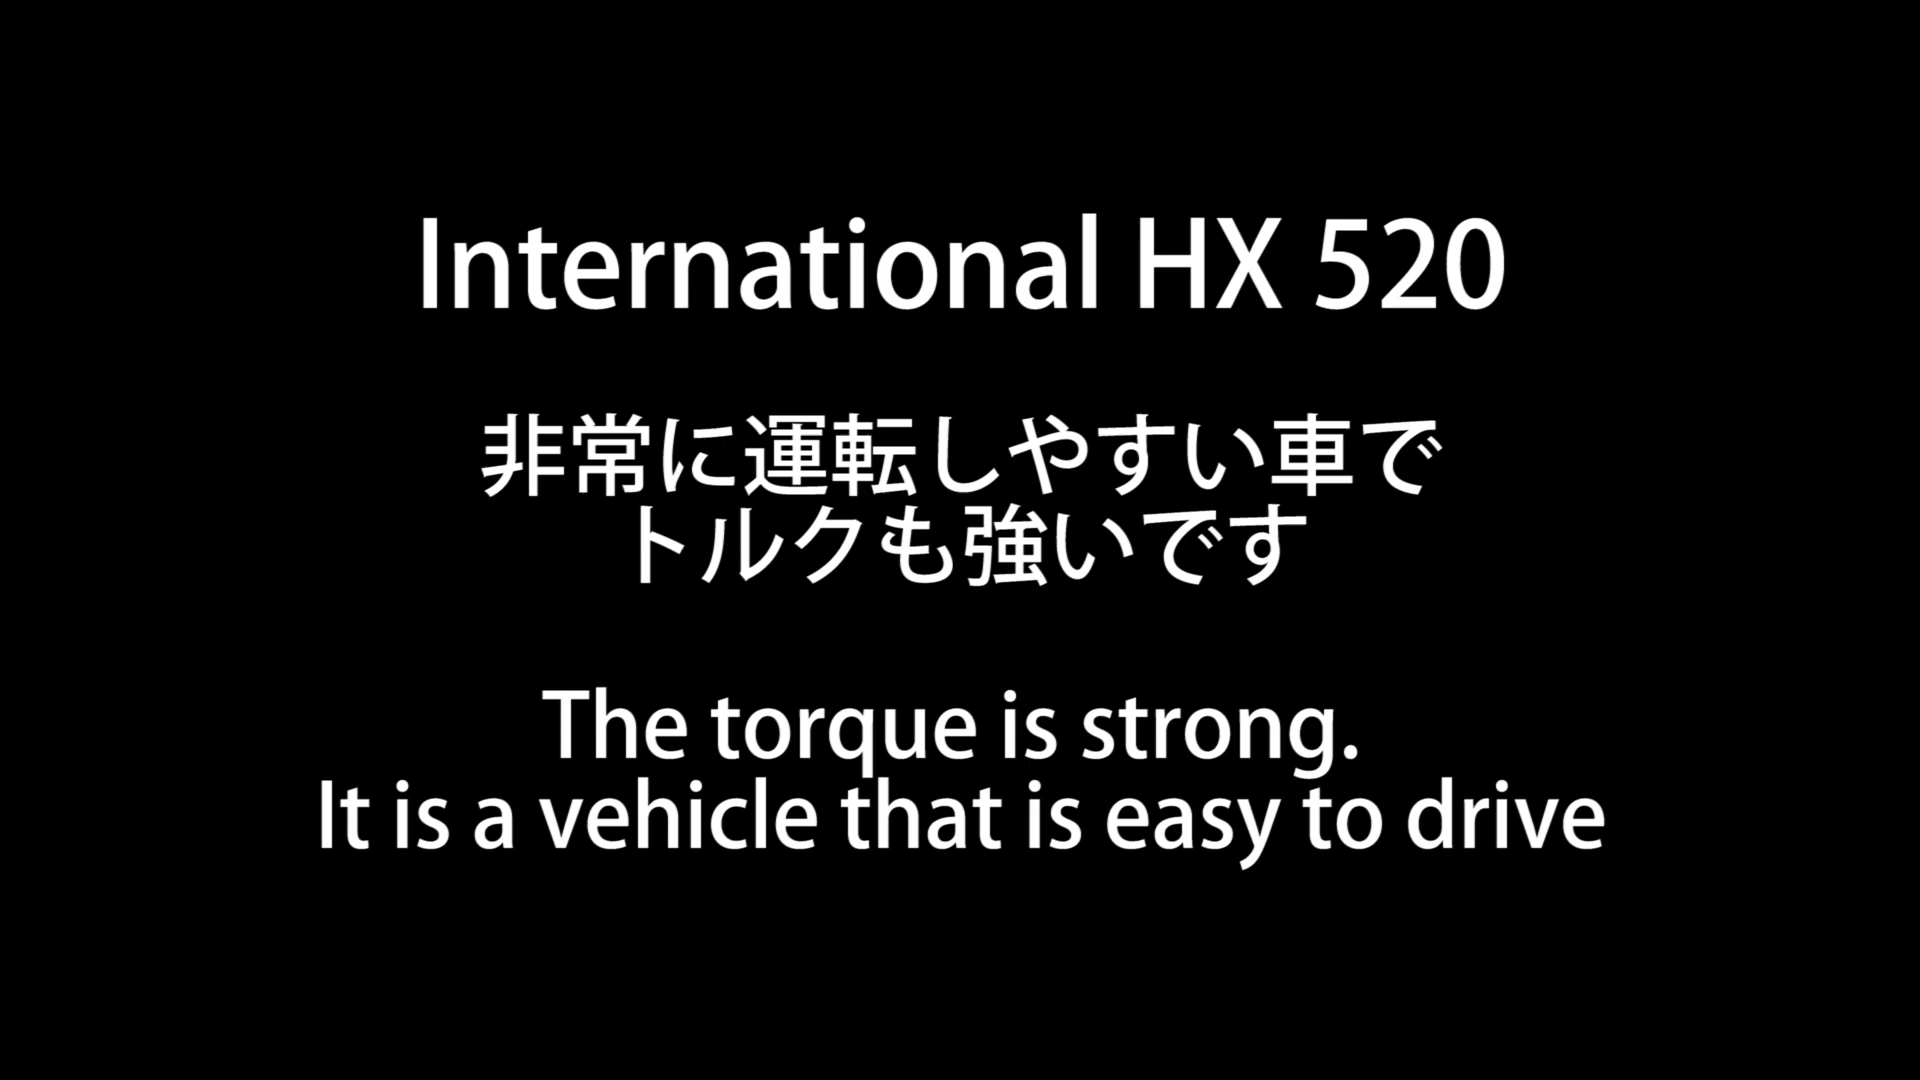 International HX 520
非常に運転しやすい車で
トルクも強いです
The torque is strong.
It is a vehicle that is easy to drive